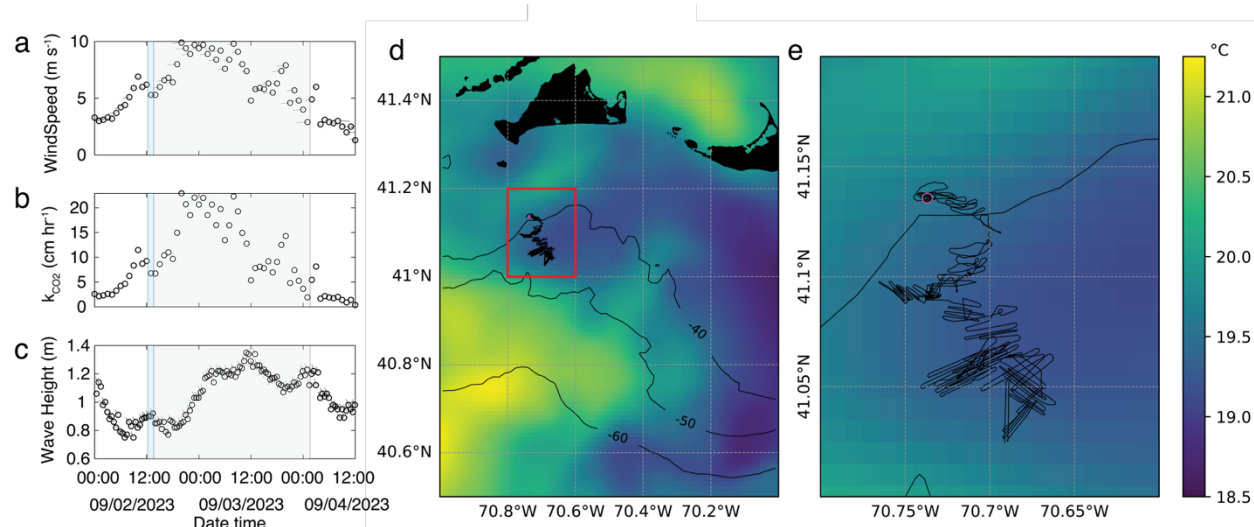 a
WindSpeed (m s⁻¹)
10
5
0
b
kCO2 (cm hr⁻¹)
20
15
10
5
0
c
Wave Height (m)
1.4
1.2
1
0.8
0.6
00:00 12:00 00:00 12:00 00:00 12:00
09/02/2023 09/03/2023 09/04/2023
Date time
d
41.4°N
41.2°N
41°N
40.8°N
40.6°N
-40
-50
-60
70.8°W 70.6°W 70.4°W 70.2°W
e
41.15°N
41.1°N
41.05°N
70.75°W 70.7°W 70.65°W
°C
21.0
20.5
20.0
19.5
19.0
18.5